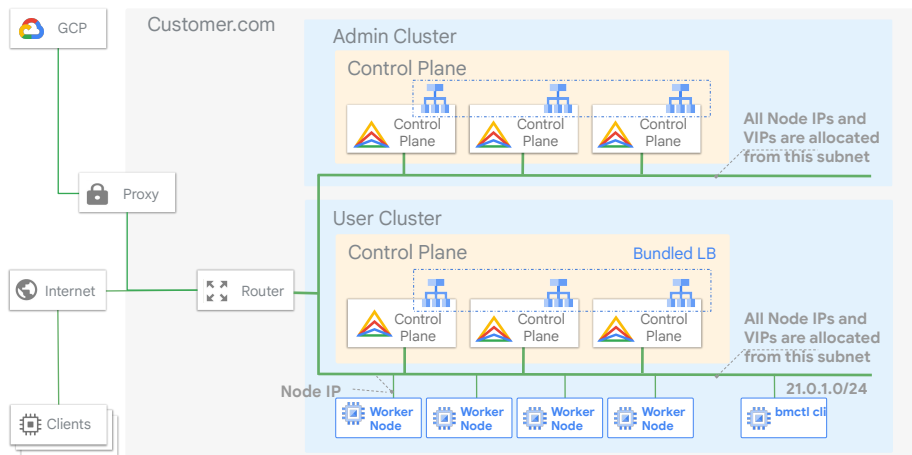 GCP
Customer.com
Admin Cluster
Control Plane
Control
Plane
Control
Plane
Control
Plane
All Node IPs and
VIPs are allocated
from this subnet
Proxy
User Cluster
Control Plane
Bundled LB
Internet
Router
Control
Plane
Control
Plane
Control
Plane
All Node IPs and
VIPs are allocated
from this subnet
Node IP
21.0.1.0/24
Clients
Worker
Node
Worker
Node
Worker
Node
Worker
Node
bmctl cli